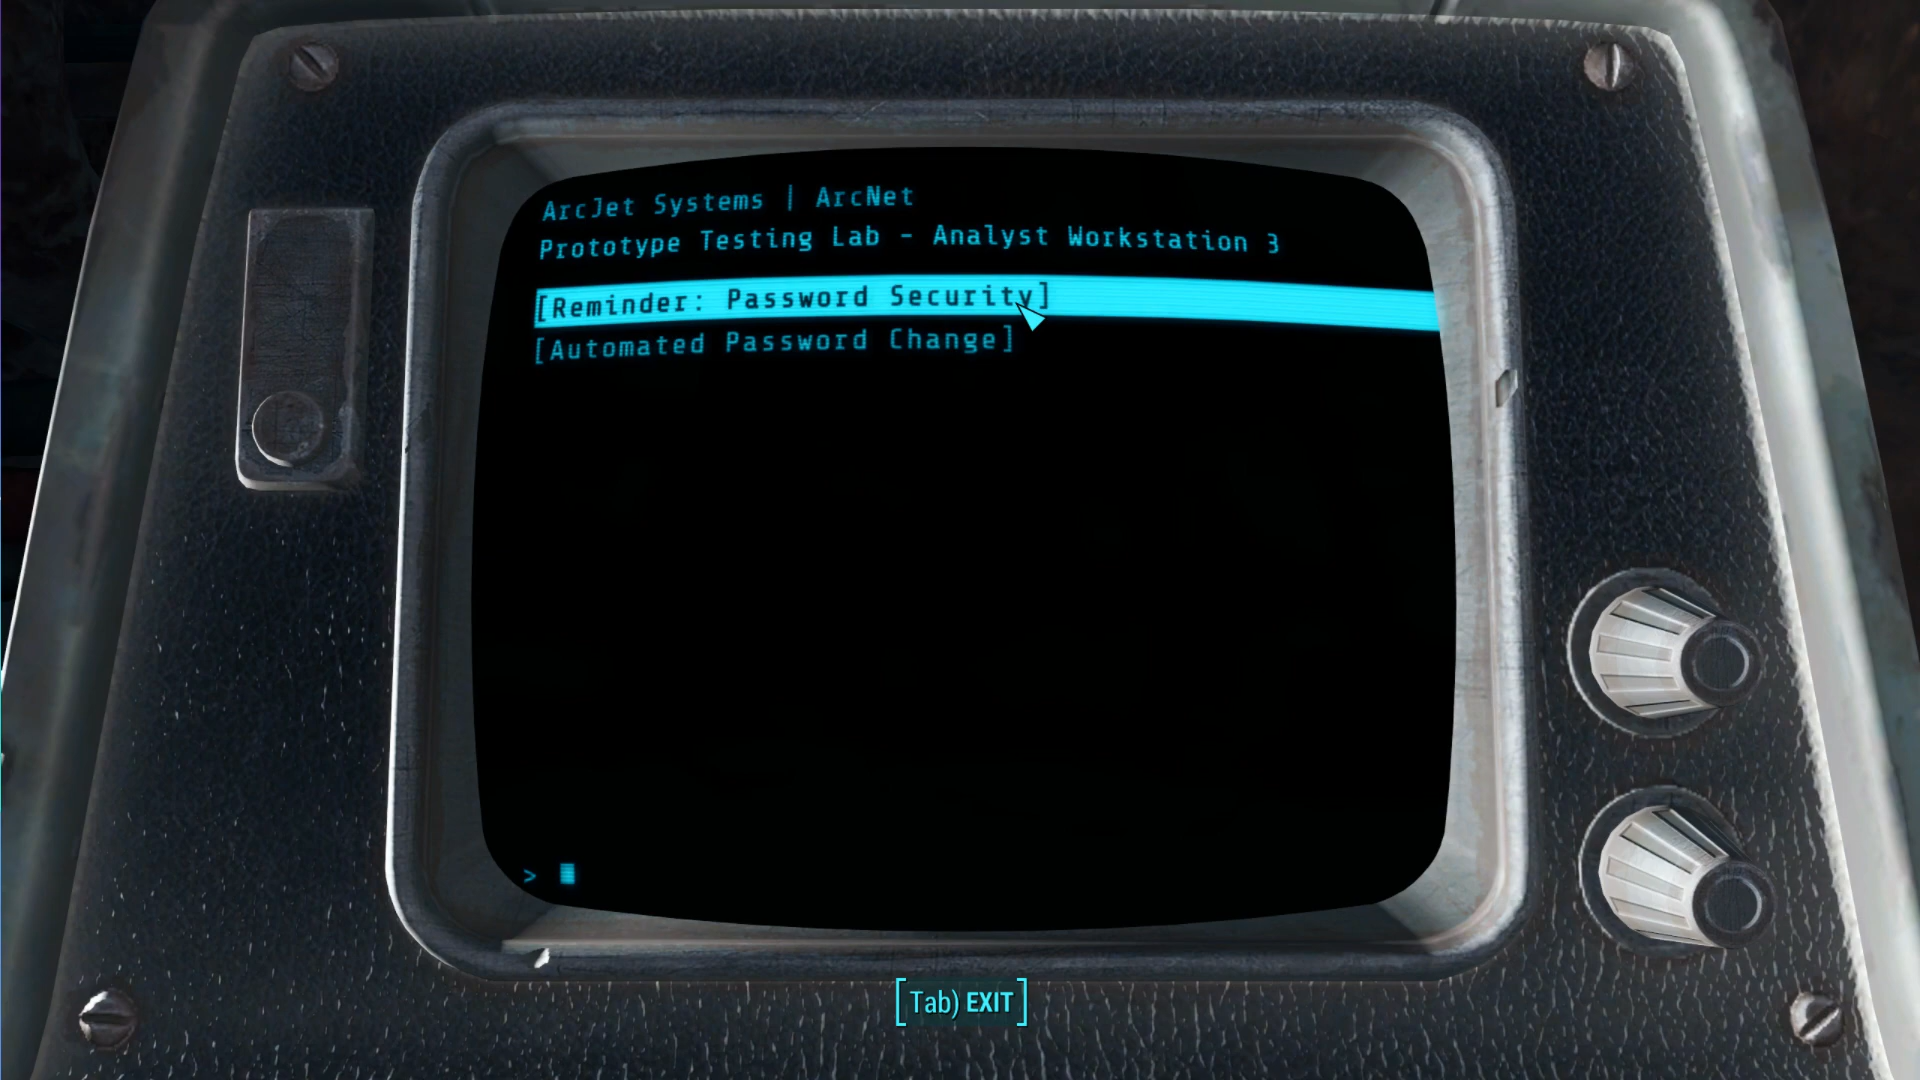 ArcJet Systems | ArcNet
Prototype Testing Lab - Analyst Workstation 3
[Reminder: Password Security]
[Automated Password Change]
>
[Tab) EXIT]